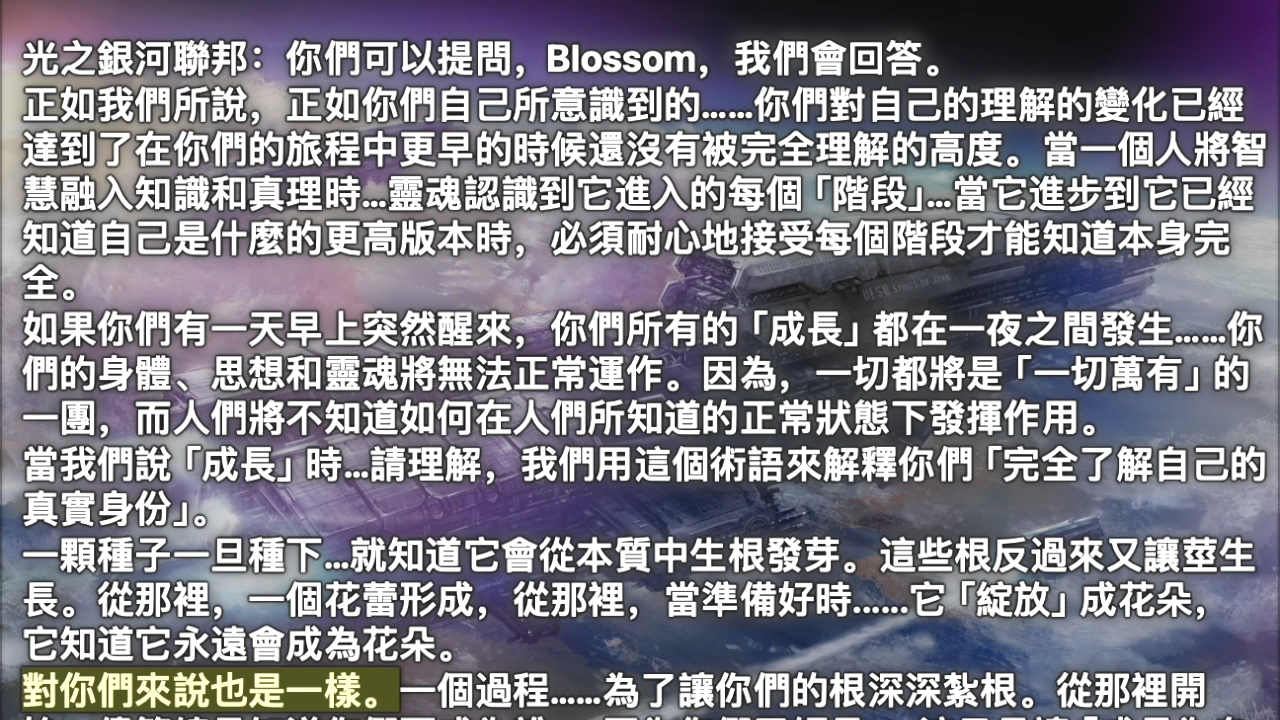 光之銀河聯邦：你們可以提問，Blossom，我們會回答。
正如我們所說，正如你們自己所意識到的......你們對自己的理解的變化已經
達到了在你們的旅程中更早的時候還沒有被完全理解的高度。當一個人將智
慧融入知識和真理時...靈魂認識到它進入的每個「階段」...當它進步到它已經
知道自己是什麼的更高版本時，必須耐心地接受每個階段才能知道本身完
全。
如果你們有一天早上突然醒來，你們所有的「成長」都在一夜之間發生......你
們的身體、思想和靈魂將無法正常運作。因為，一切都將是「一切萬有」的
一團，而人們將不知道如何在人們所知道的正常狀態下發揮作用。
當我們說「成長」時...請理解，我們用這個術語來解釋你們「完全了解自己的
真實身份」。
一顆種子一旦種下...就知道它會從本質中生根發芽。這些根反過來又讓莖生
長。從那裡，一個花蕾形成，從那裡，當準備好時......它「綻放」成花朵，
它知道它永遠會成為花朵。
對你們來說也是一樣。一個過程......為了讓你們的根深深紮根。從那裡開
DESN SPIRIT OF JAVA